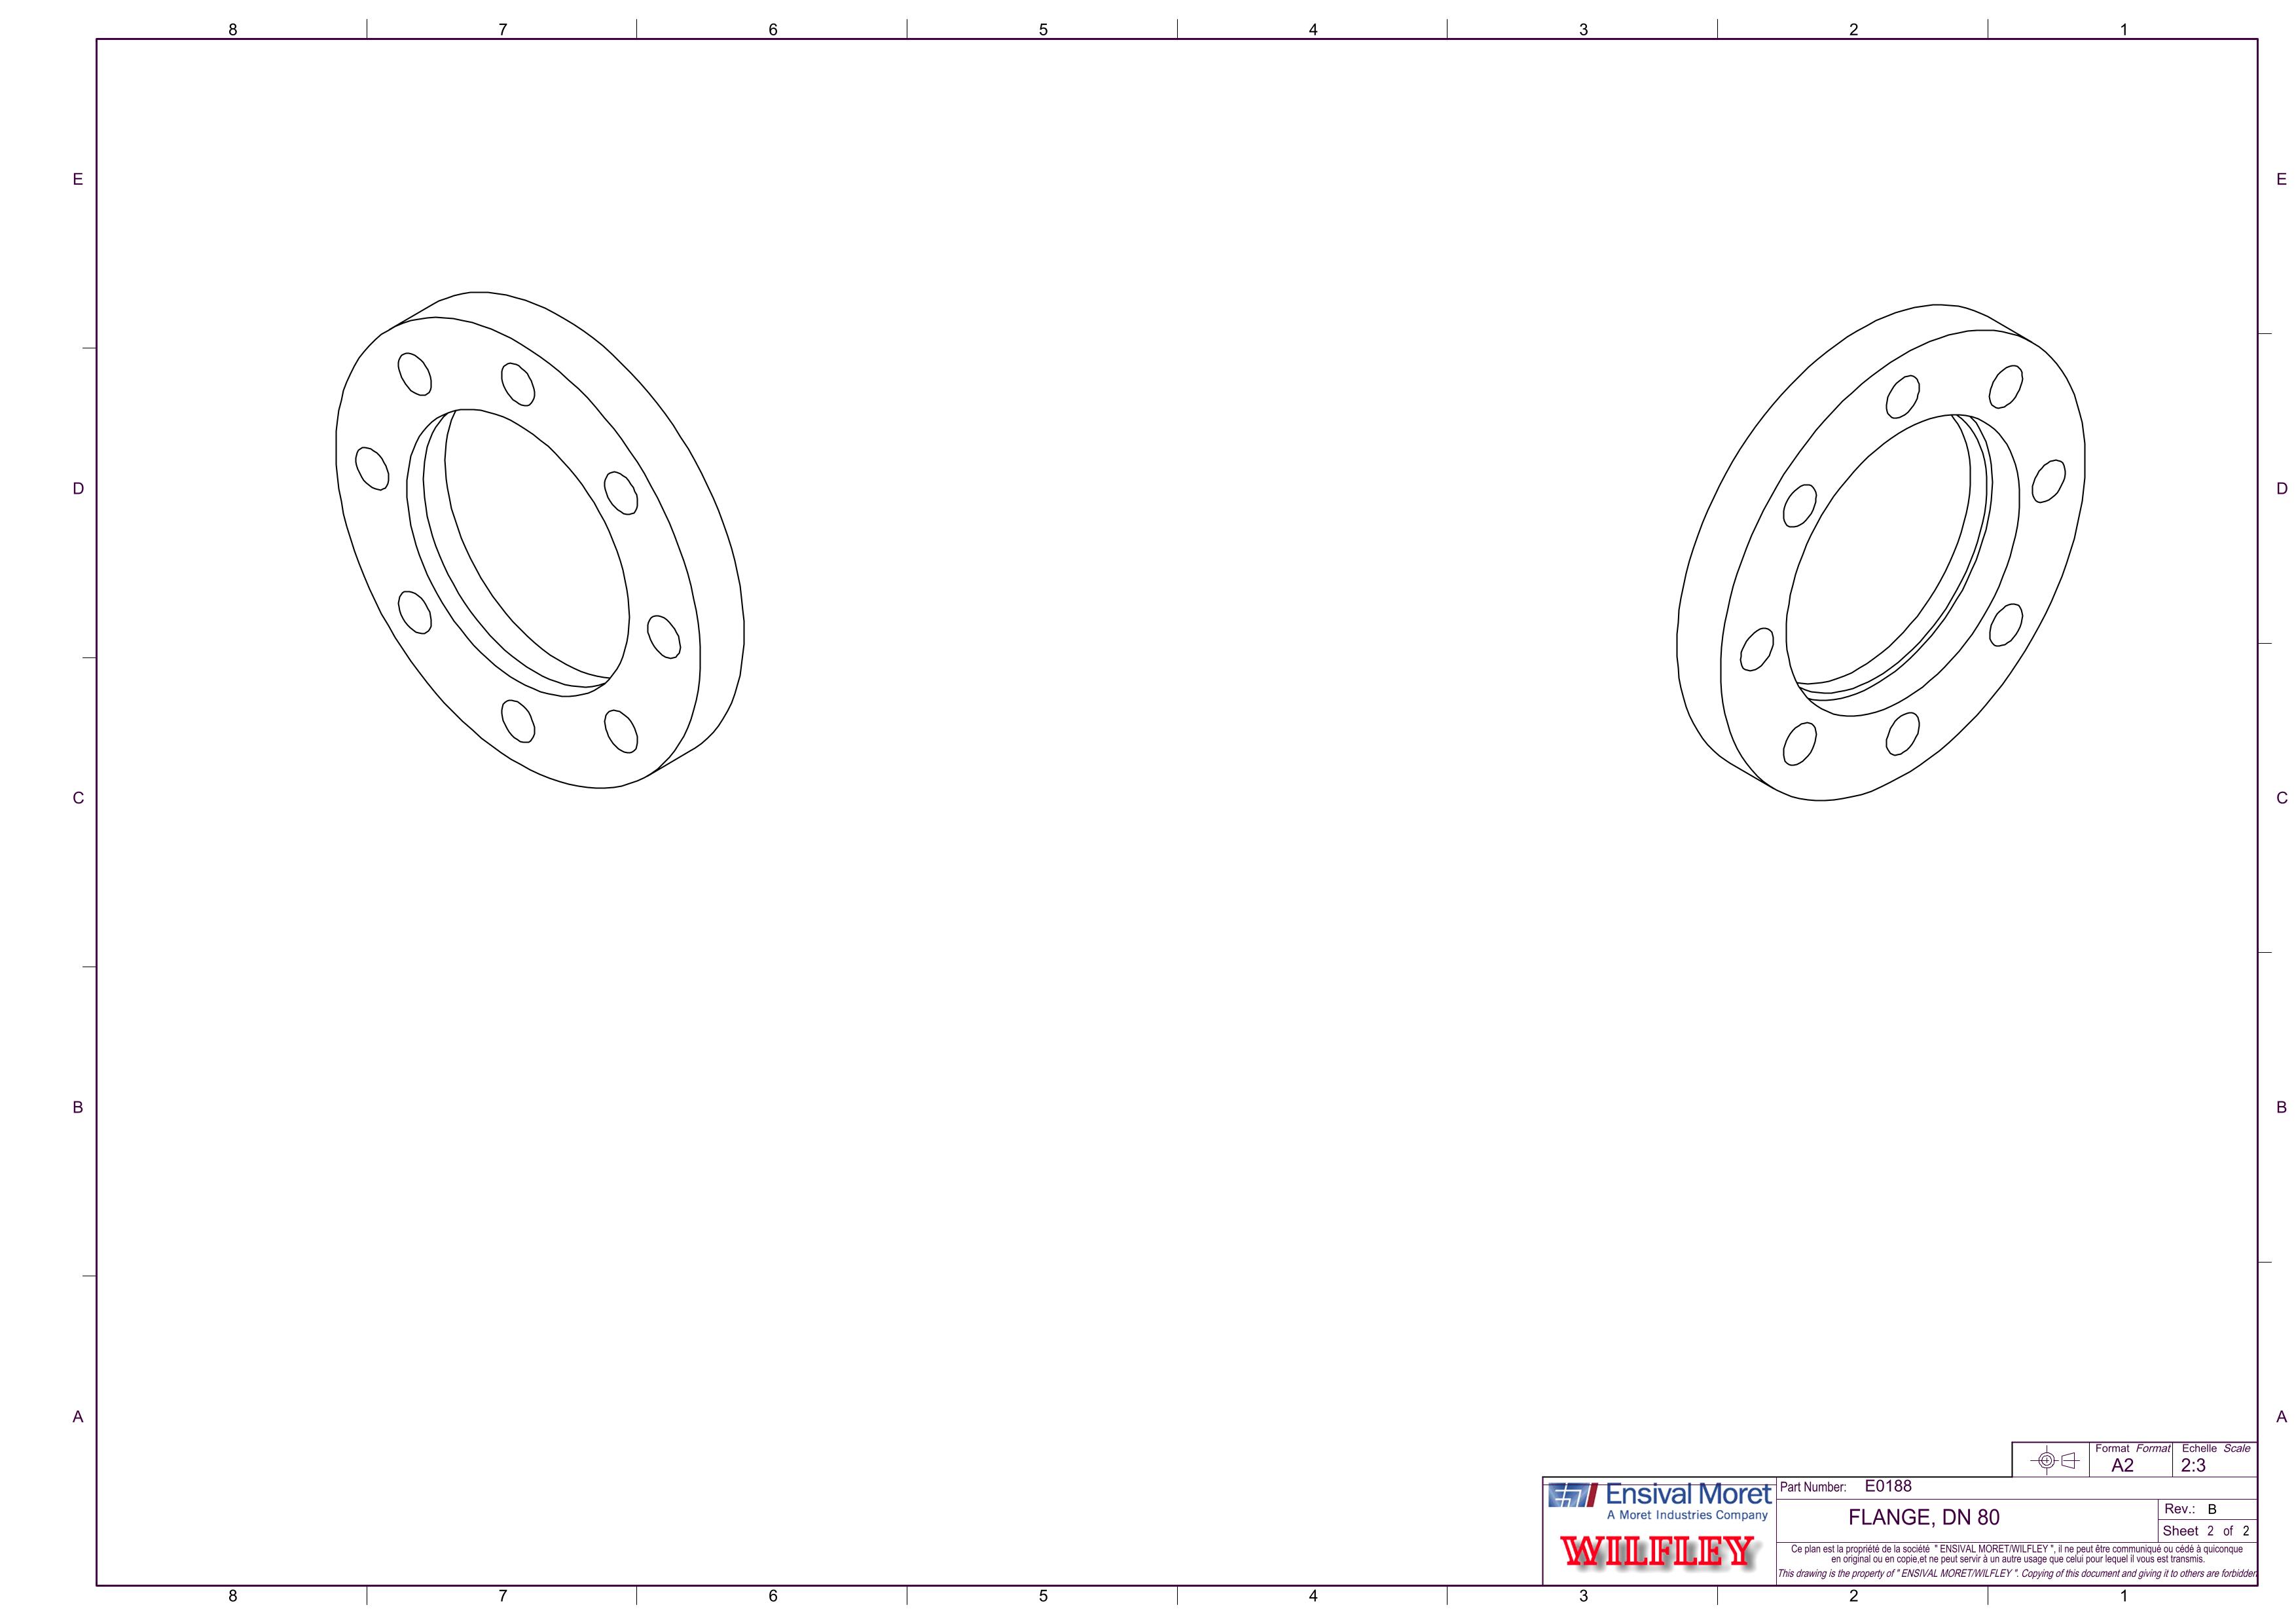 8 7 6 5 4 3 2 1
E E
D D
C C
B B
A A
Format Format Echelle Scale
A2 2:3
Ensival Moret
A Moret Industries Company
WILFLEY
Part Number: E0188
FLANGE, DN 80
Rev.: B
Sheet 2 of 2
Ce plan est la propriété de la société " ENSIVAL MORET/WILFLEY ", il ne peut être communiqué ou cédé à quiconque
en original ou en copie,et ne peut servir à un autre usage que celui pour lequel il vous est transmis.
This drawing is the property of " ENSIVAL MORET/WILFLEY ". Copying of this document and giving it to others are forbidden
8 7 6 5 4 3 2 1